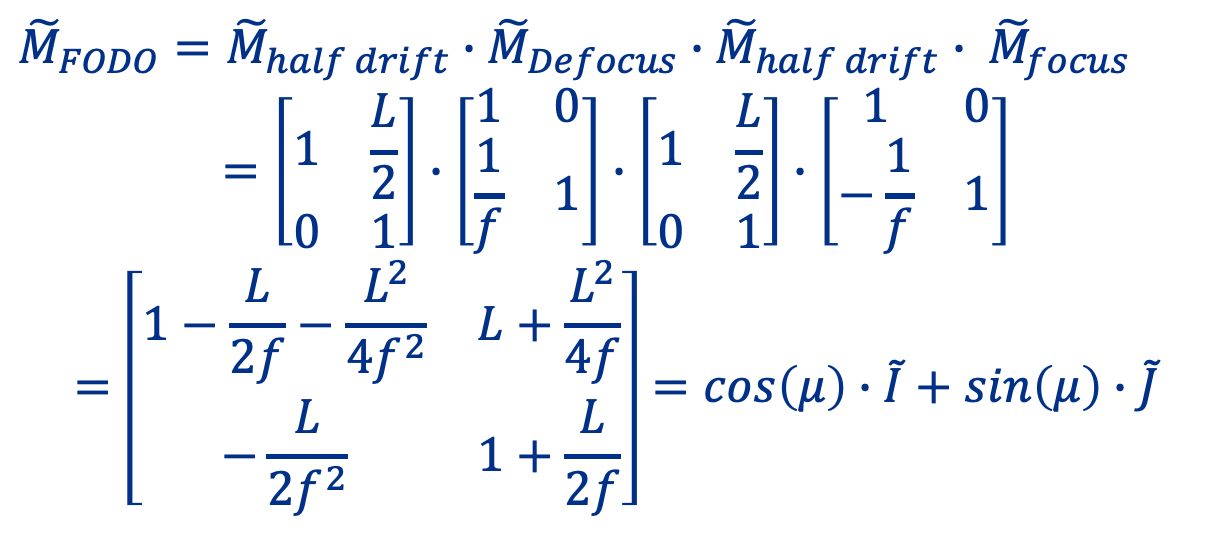 M̃_FODO = M̃_half drift · M̃_Defocus · M̃_half drift · M̃_focus
= [1 L/2; 0 1] · [1 0; 1/f 1] · [1 L/2; 0 1] · [1 0; −1/f 1]
= [1 − L/2f − L²/4f² L + L²/4f; −L/2f² 1 + L/2f] = cos(μ) · Ĩ + sin(μ) · J̃